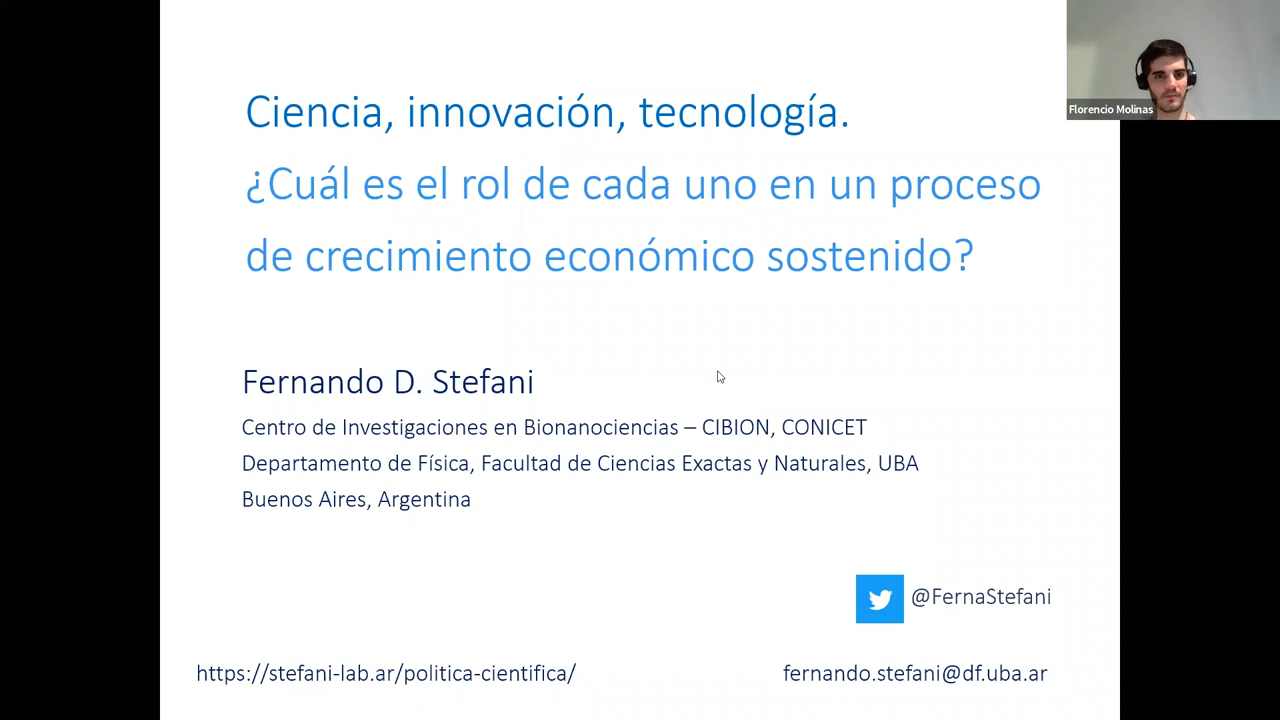 Ciencia, innovación, tecnología.
¿Cuál es el rol de cada uno en un proceso
de crecimiento económico sostenido?
Florencio Molinas
Fernando D. Stefani
Centro de Investigaciones en Bionanociencias – CIBION, CONICET
Departamento de Física, Facultad de Ciencias Exactas y Naturales, UBA
Buenos Aires, Argentina
@FernaStefani
https://stefani-lab.ar/politica-cientifica/
fernando.stefani@df.uba.ar